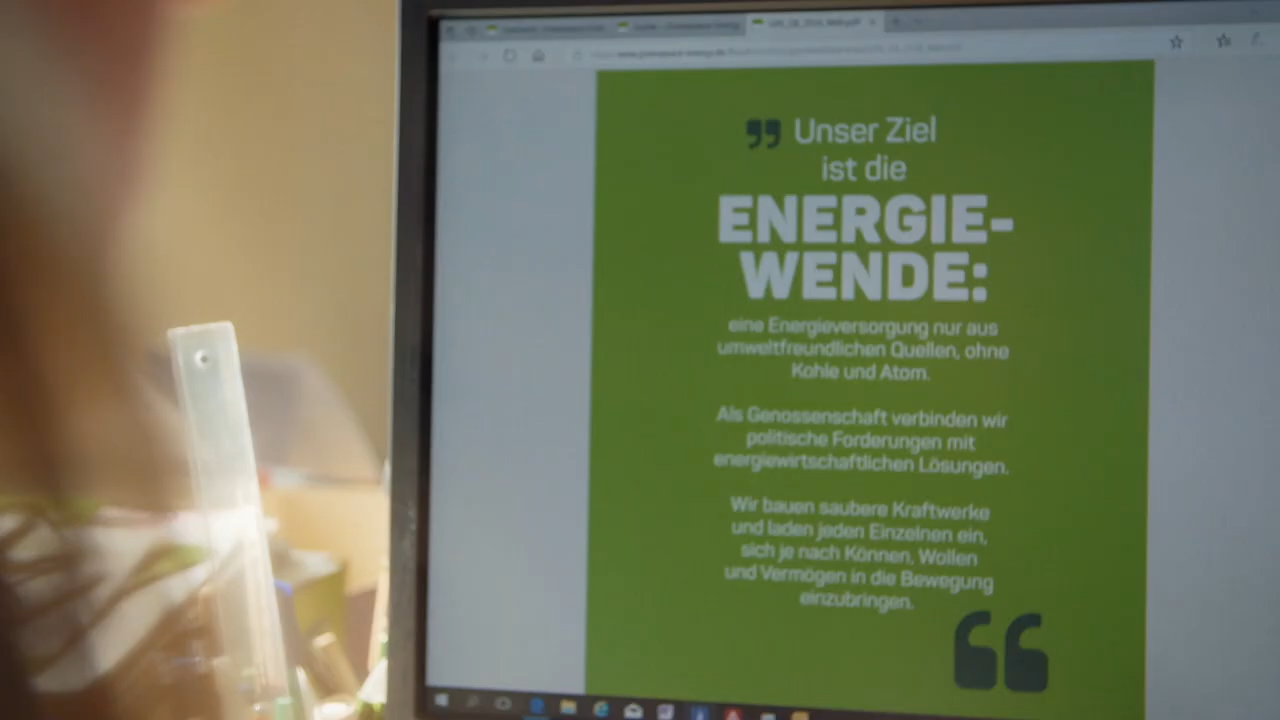 Unser Ziel
ist die
ENERGIE-
WENDE:
eine Energieversorgung nur aus
umweltfreundlichen Quellen, ohne
Kohle und Atom.
Als Genossenschaft verbinden wir
politische Forderungen mit
energiewirtschaftlichen Lösungen.
Wir bauen saubere Kraftwerke
und laden jeden Einzelnen ein,
sich je nach Können, Wollen
und Vermögen in die Bewegung
einzubringen.